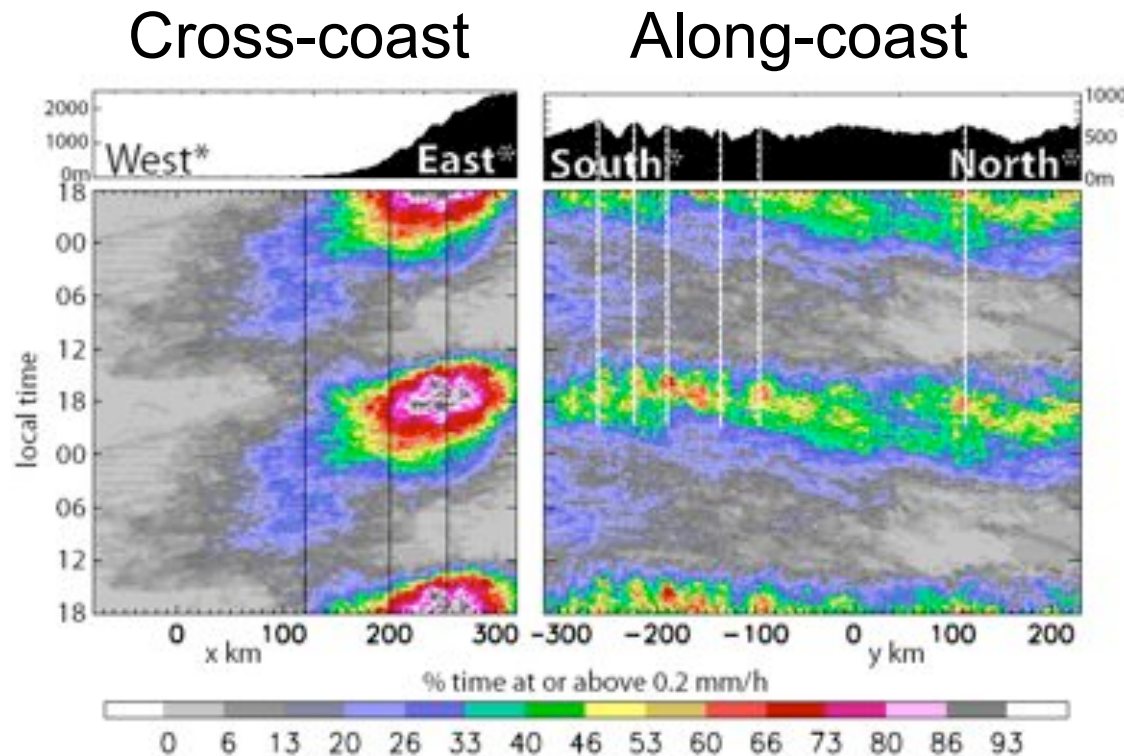 Cross-coast
Along-coast
2000
1000
0m
West*
East*
1000
500
0m
South*
North*
local time
18
00
06
12
18
00
06
12
18
0 100 200 300
x km
-300 -200 -100 0 100 200
y km
% time at or above 0.2 mm/h
0 6 13 20 26 33 40 46 53 60 66 73 80 86 93